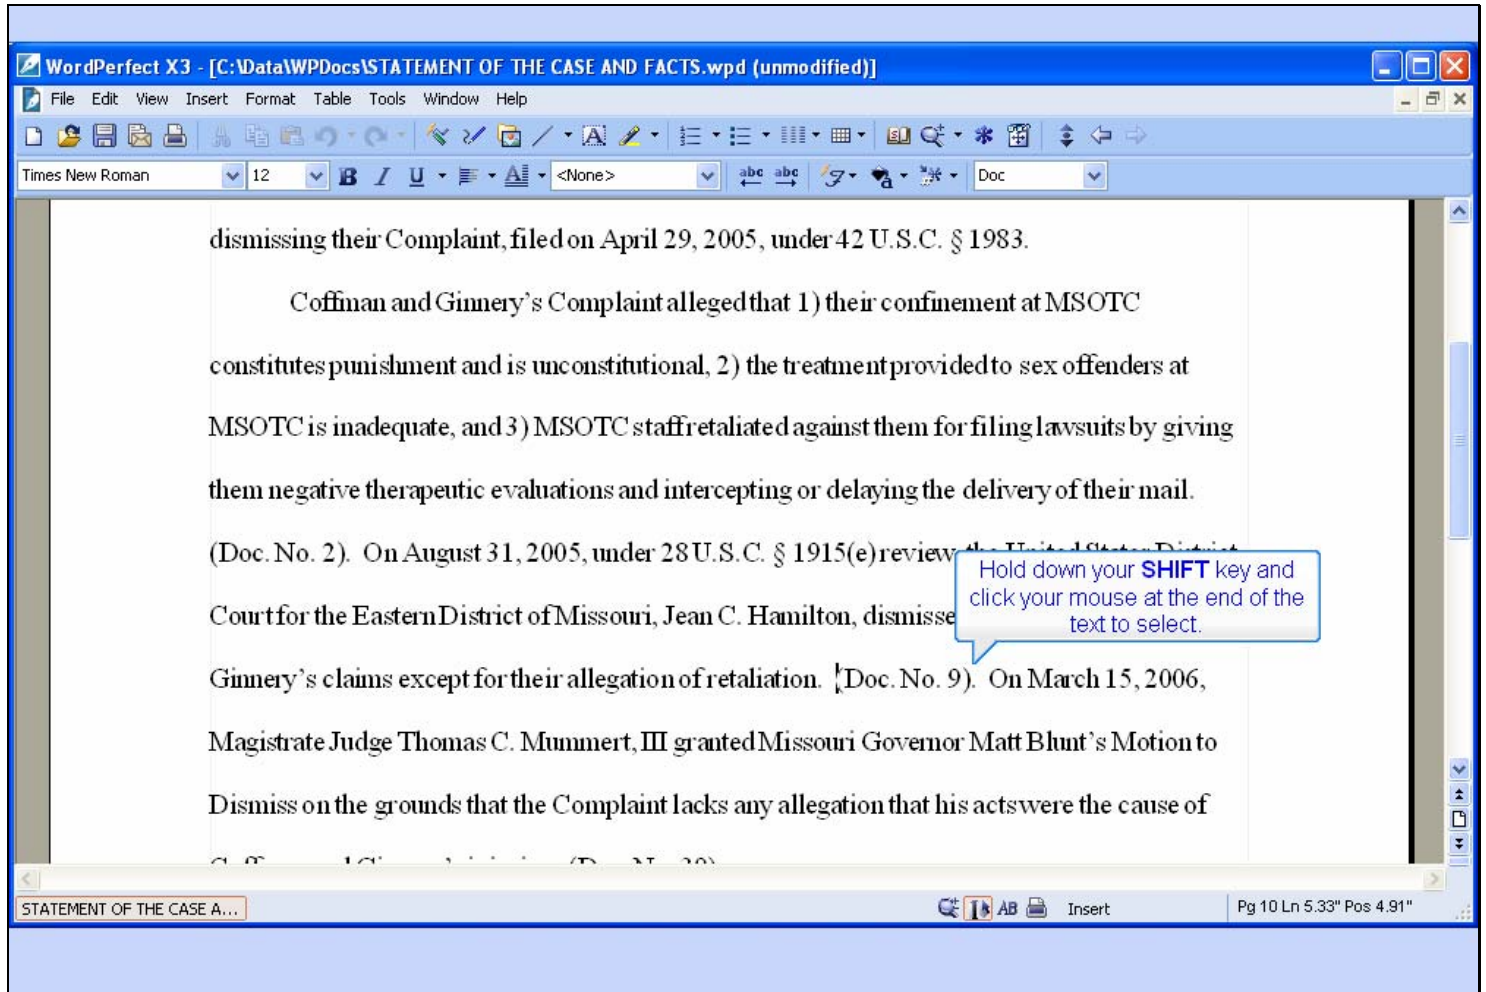 WordPerfect X3 - [C:\Data\WPDocs\STATEMENT OF THE CASE AND FACTS.wpd (unmodified)]
File Edit View Insert Format Table Tools Window Help
Times New Roman 12 B I U A <None> abc abc Doc
dismissing their Complaint, filed on April 29, 2005, under 42 U.S.C. § 1983.
Coffman and Ginnery's Complaint alleged that 1) their confinement at MSOTC
constitutes punishment and is unconstitutional, 2) the treatment provided to sex offenders at
MSOTC is inadequate, and 3) MSOTC staff retaliated against them for filing lawsuits by giving
them negative therapeutic evaluations and intercepting or delaying the delivery of their mail.
(Doc. No. 2). On August 31, 2005, under 28 U.S.C. § 1915(e) review, the United States District
Court for the Eastern District of Missouri, Jean C. Hamilton, dismisse
Hold down your SHIFT key and
click your mouse at the end of the
text to select.
Ginnery's claims except for their allegation of retaliation. (Doc. No. 9). On March 15, 2006,
Magistrate Judge Thomas C. Mummert, III granted Missouri Governor Matt Blunt's Motion to
Dismiss on the grounds that the Complaint lacks any allegation that his acts were the cause of
STATEMENT OF THE CASE A... AB Insert Pg 10 Ln 5.33" Pos 4.91"